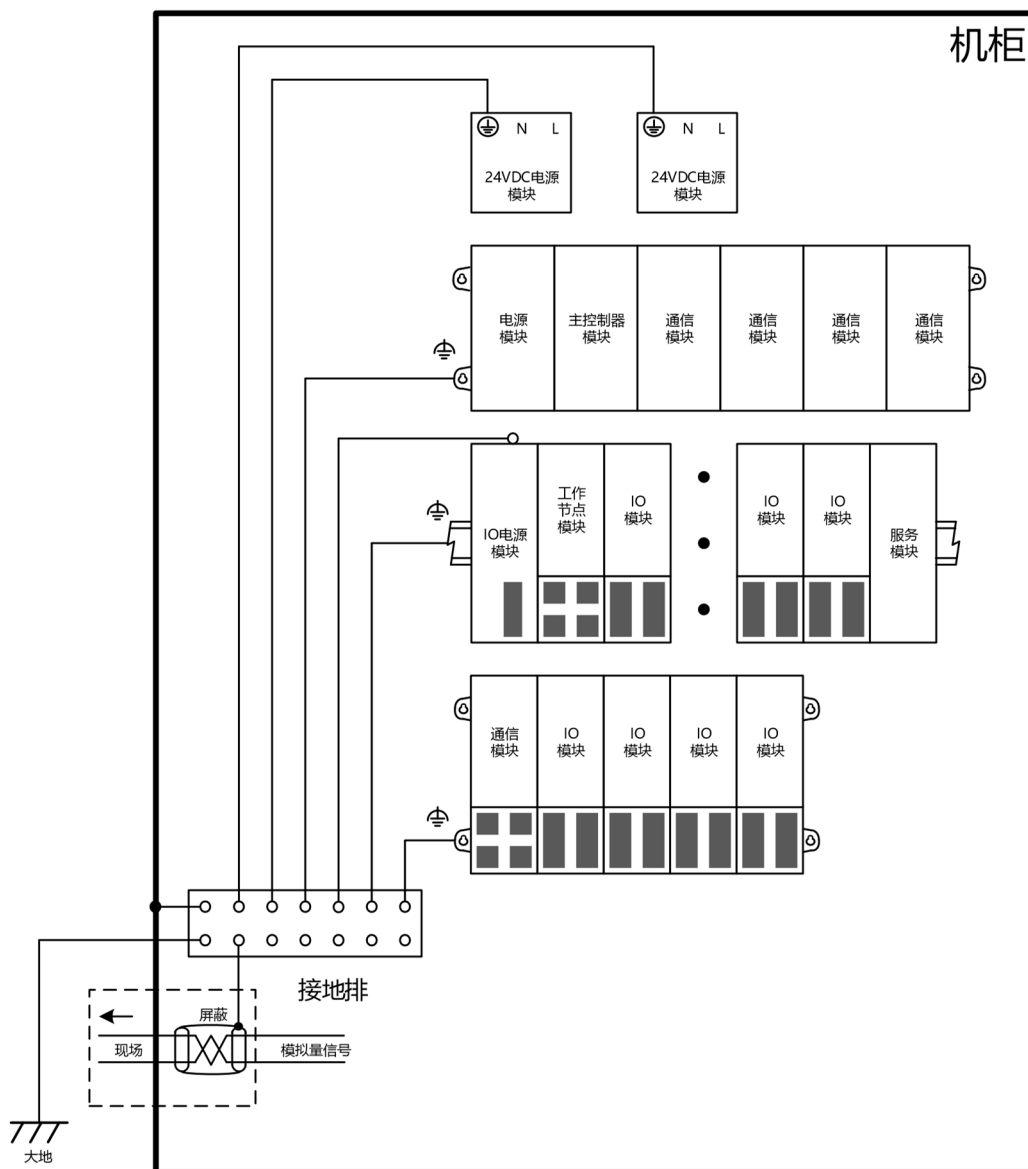 机柜
N L
24VDC电源
模块
N L
24VDC电源
模块
电源
模块
主控制器
模块
通信
模块
通信
模块
通信
模块
通信
模块
IO电源
模块
工作
节点
模块
IO
模块
IO
模块
IO
模块
服务
模块
通信
模块
IO
模块
IO
模块
IO
模块
IO
模块
接地排
屏蔽
现场
模拟量信号
大地